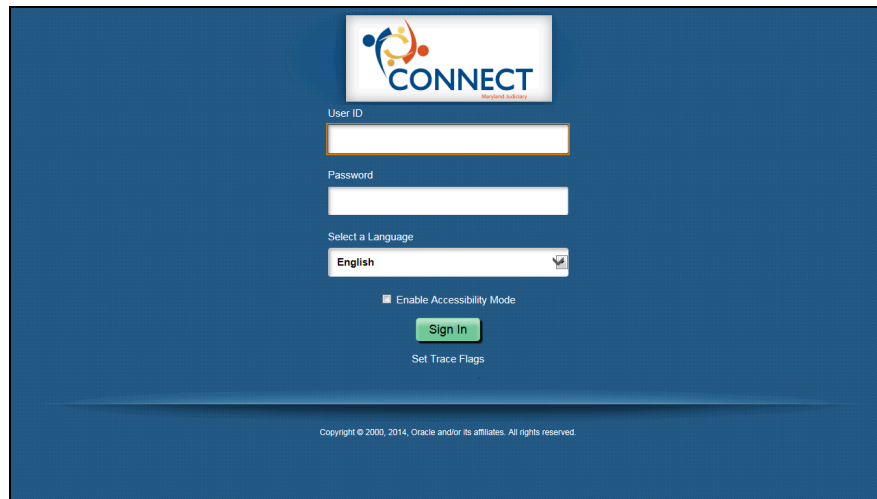 CONNECT
Maryland Judiciary
User ID
Password
Select a Language
English
Enable Accessibility Mode
Sign In
Set Trace Flags
Copyright © 2000, 2014, Oracle and/or its affiliates. All rights reserved.